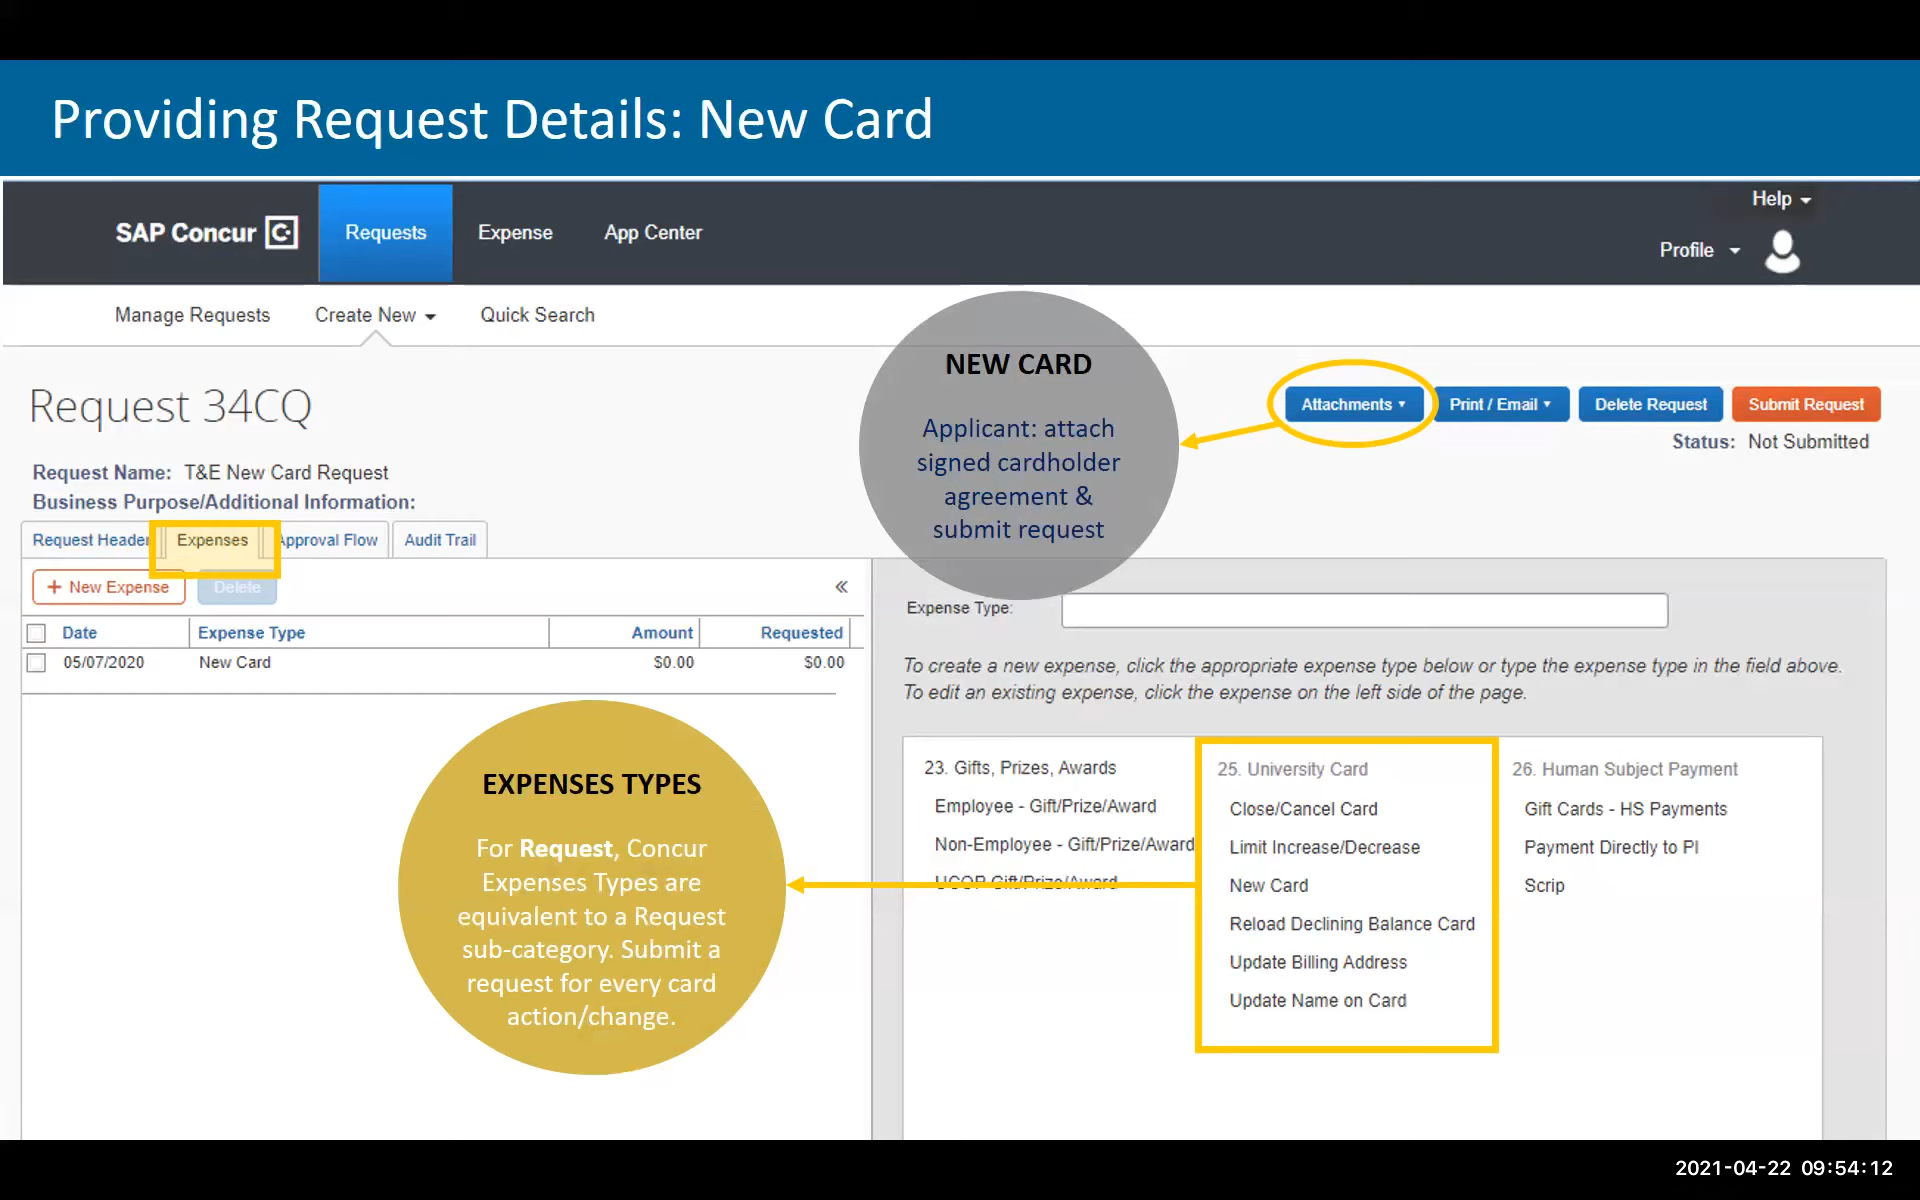 Providing Request Details: New Card
Help
SAP Concur C.
Requests
Expense
App Center
Profile
Manage Requests
Create New
Quick Search
NEW CARD
Applicant: attach
signed cardholder
agreement &
submit request
Request 34CQ
Attachments
Print / Email
Delete Request
Submit Request
Status: Not Submitted
Request Name: T&E New Card Request
Business Purpose/Additional Information:
Request Header
Expenses
Approval Flow
Audit Trail
+ New Expense
Delete
«
Date
Expense Type
Amount
Requested
05/07/2020
New Card
$0.00
$0.00
Expense Type:
To create a new expense, click the appropriate expense type below or type the expense type in the field above.
To edit an existing expense, click the expense on the left side of the page.
EXPENSES TYPES
For Request, Concur
Expenses Types are
equivalent to a Request
sub-category. Submit a
request for every card
action/change.
23. Gifts, Prizes, Awards
Employee - Gift/Prize/Award
Non-Employee - Gift/Prize/Award
UCOP Gift/Prize/Award
25. University Card
Close/Cancel Card
Limit Increase/Decrease
New Card
Reload Declining Balance Card
Update Billing Address
Update Name on Card
26. Human Subject Payment
Gift Cards - HS Payments
Payment Directly to PI
Scrip
2021-04-22 09:54:12